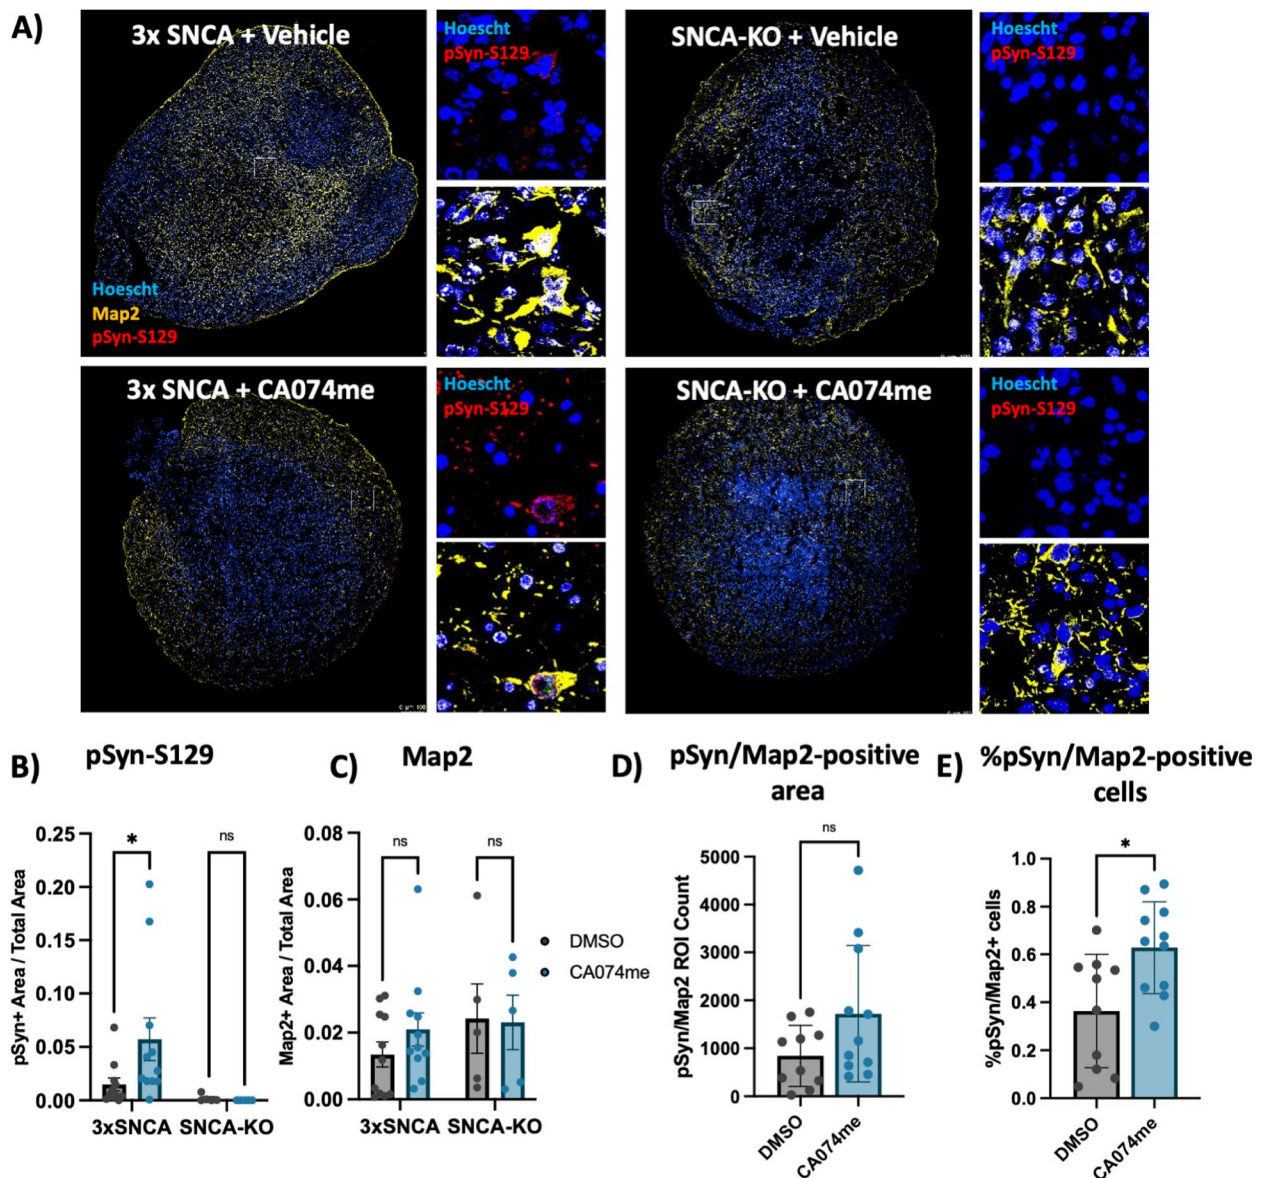 A)
3x SNCA + Vehicle
Hoescht
Map2
pSyn-S129
Hoescht
pSyn-S129
SNCA-KO + Vehicle
Hoescht
pSyn-S129
3x SNCA + CA074me
Hoescht
pSyn-S129
SNCA-KO + CA074me
Hoescht
pSyn-S129
B)
pSyn-S129
pSyn+ Area / Total Area
0.25
0.20
0.15
0.10
0.05
0.00
*
ns
3xSNCA
SNCA-KO
C)
Map2
Map2+ Area / Total Area
0.08
0.06
0.04
0.02
0.00
ns
ns
3xSNCA
SNCA-KO
DMSO
CA074me
D)
pSyn/Map2-positive
area
pSyn/Map2 ROI Count
5000
4000
3000
2000
1000
0
ns
DMSO
CA074me
E)
%pSyn/Map2-positive
cells
%pSyn/Map2+ cells
1.0
0.8
0.6
0.4
0.2
0.0
*
DMSO
CA074me